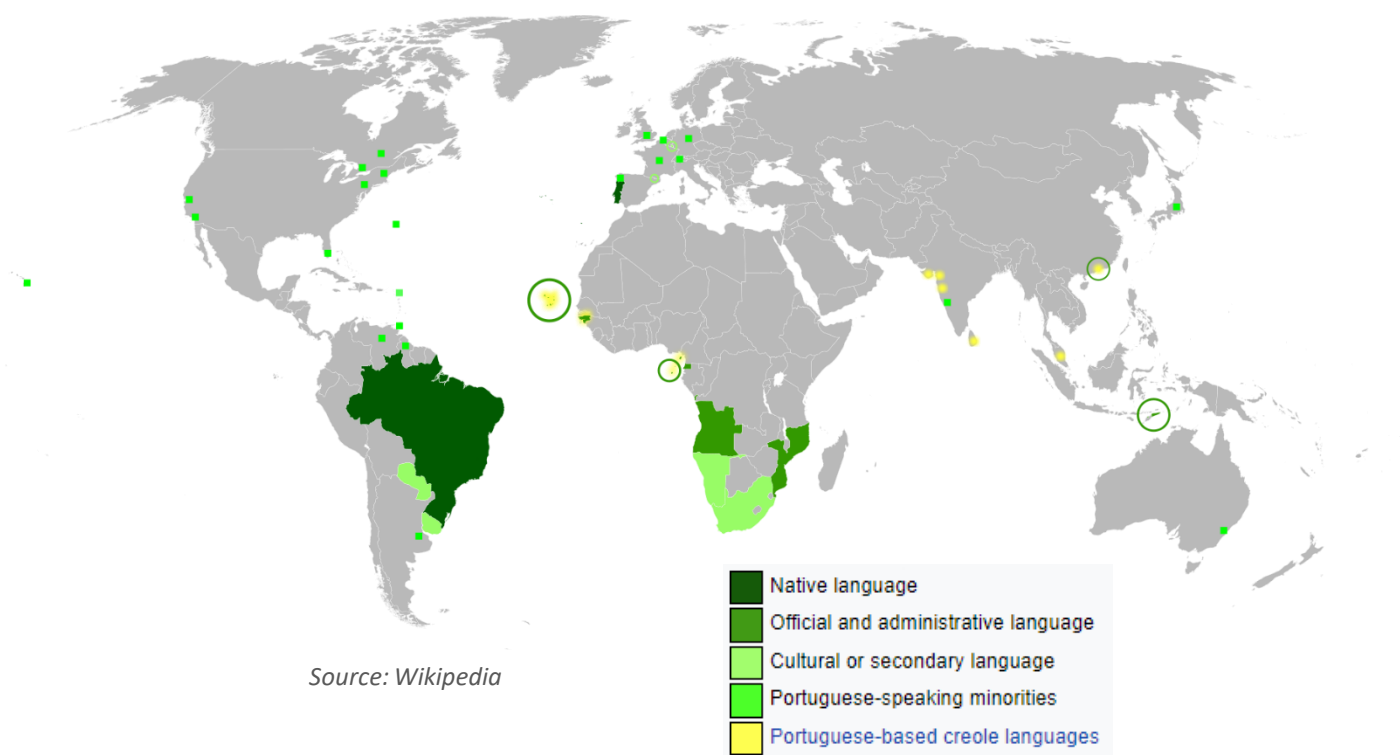 Native language
Official and administrative language
Cultural or secondary language
Source: Wikipedia
Portuguese-speaking minorities
Portuguese-based creole languages